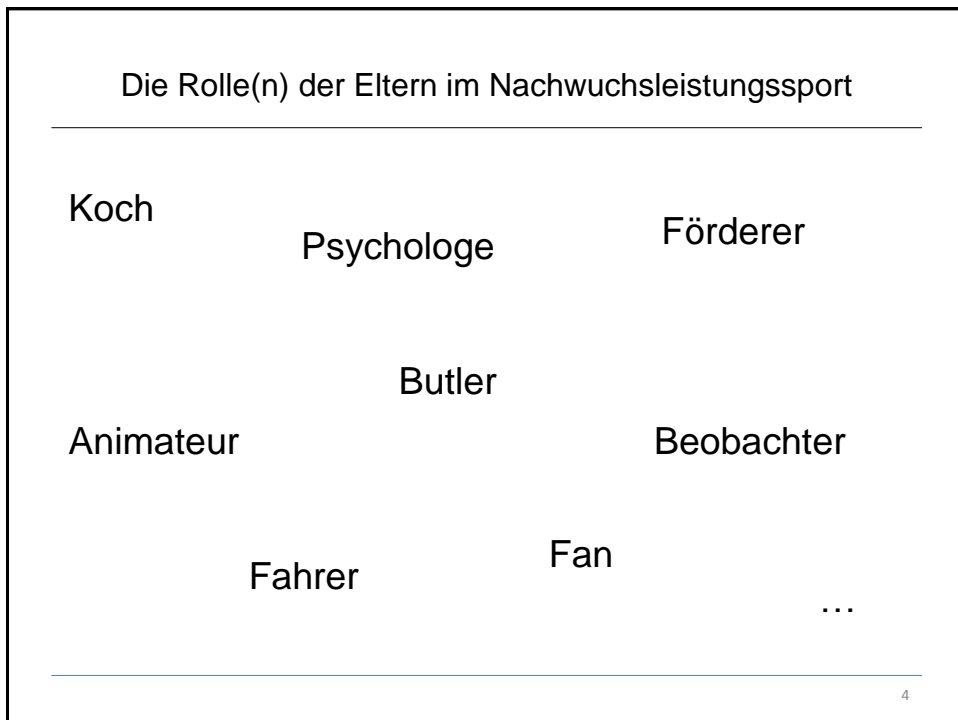 Die Rolle(n) der Eltern im Nachwuchsleistungssport
Koch
Psychologe
Förderer
Butler
Animateur
Beobachter
Fan
Fahrer
…
4